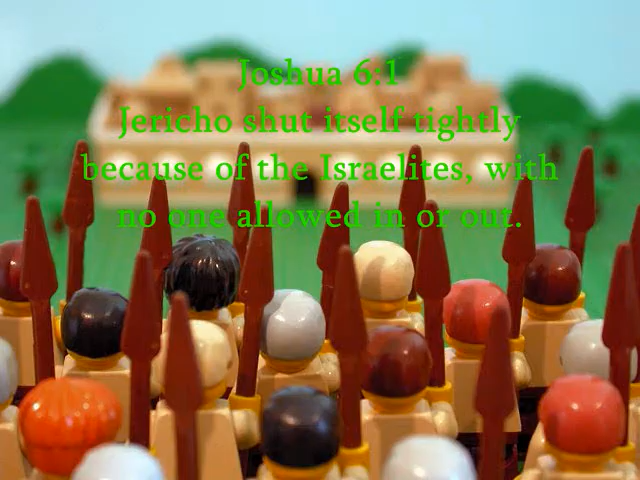 Joshua 6:1
Jericho shut itself tightly
because of the Israelites, with
no one allowed in or out.